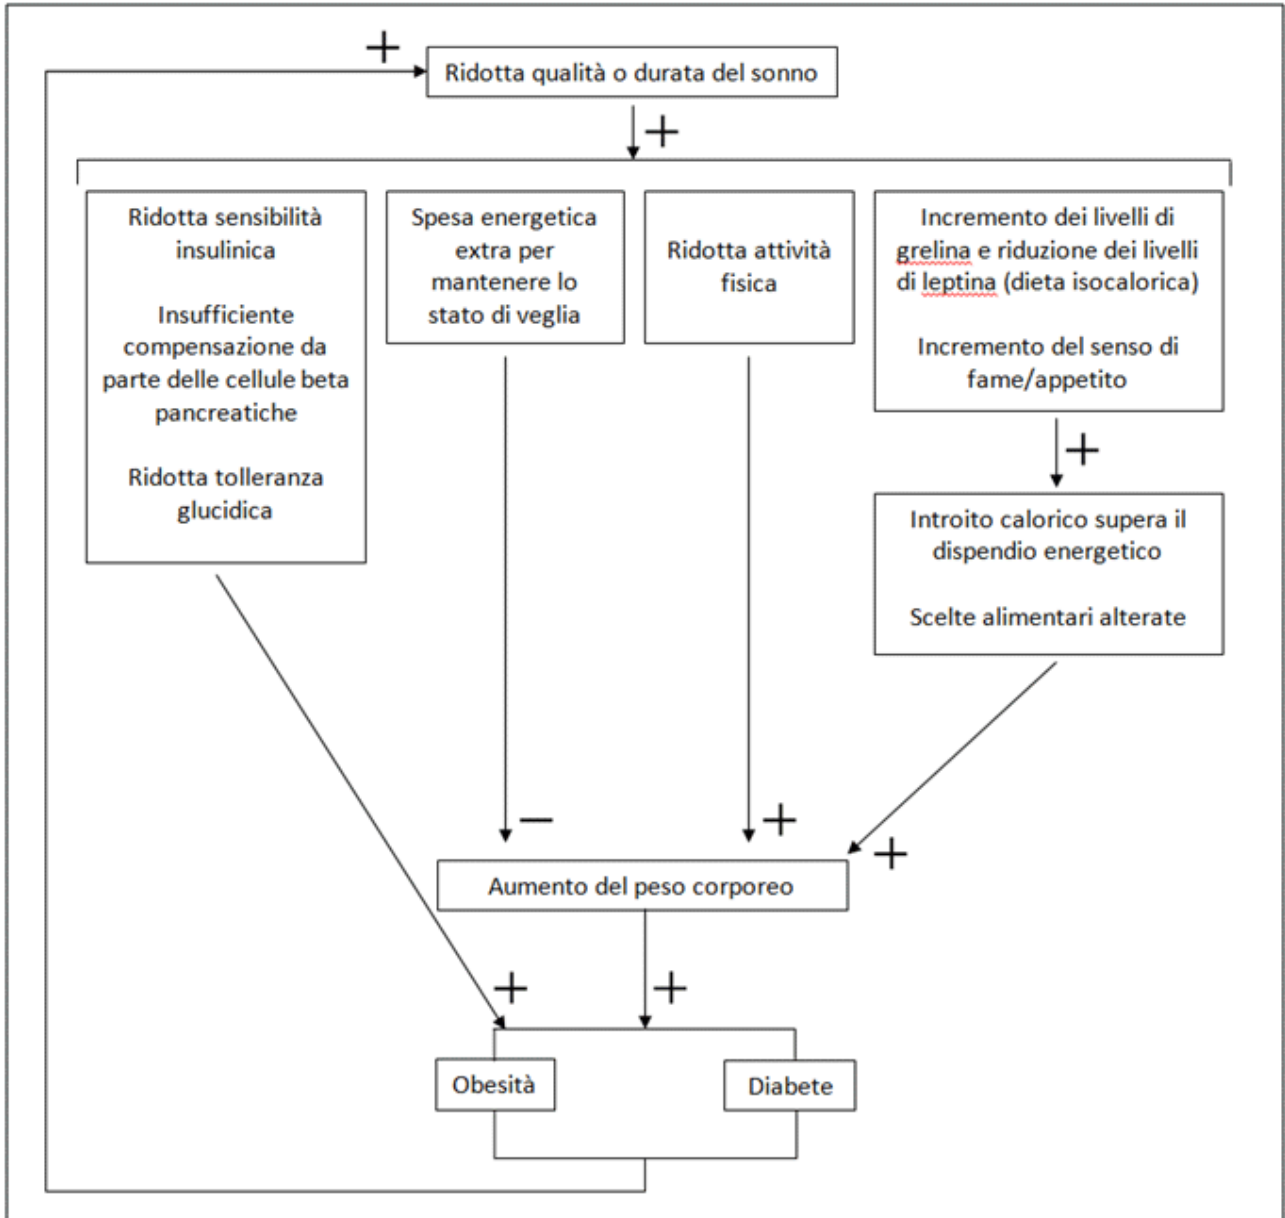 +
Ridotta qualità o durata del sonno
+
Ridotta sensibilità
insulinica
Insufficiente
compensazione da
parte delle cellule beta
pancreatiche
Ridotta tolleranza
glucidica
Spesa energetica
extra per
mantenere lo
stato di veglia
Ridotta attività
fisica
Incremento dei livelli di
grelina e riduzione dei livelli
di leptina (dieta isocalorica)
Incremento del senso di
fame/appetito
+
Introito calorico supera il
dispendio energetico
Scelte alimentari alterate
−
+
+
Aumento del peso corporeo
+
+
Obesità
Diabete